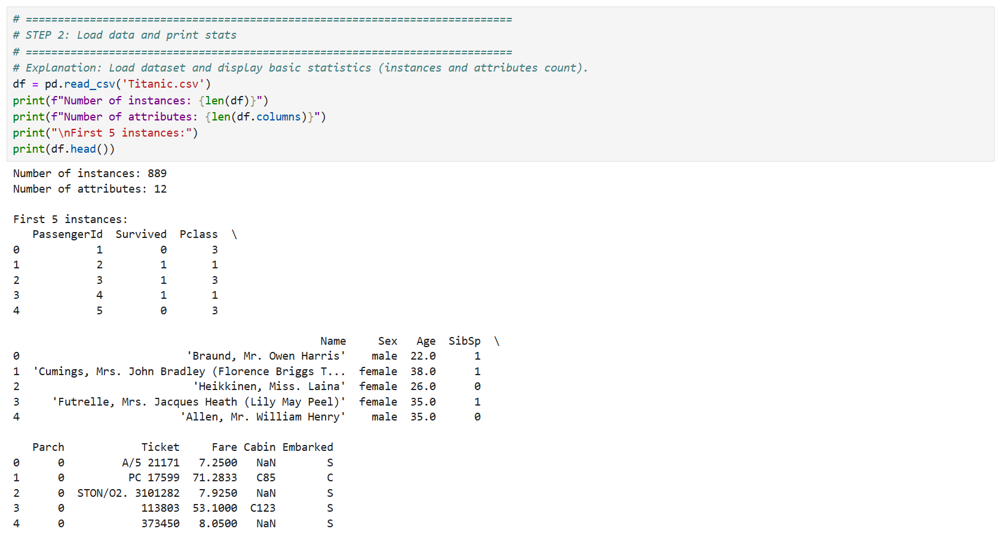 # ============================================================================
# STEP 2: Load data and print stats
# ============================================================================
# Explanation: Load dataset and display basic statistics (instances and attributes count).
df = pd.read_csv('Titanic.csv')
print(f"Number of instances: {len(df)}")
print(f"Number of attributes: {len(df.columns)}")
print("\nFirst 5 instances:")
print(df.head())
Number of instances: 889
Number of attributes: 12

First 5 instances:
   PassengerId  Survived  Pclass  \
0            1         0       3
1            2         1       1
2            3         1       3
3            4         1       1
4            5         0       3

                                                Name     Sex   Age  SibSp  \
0                           'Braund, Mr. Owen Harris'    male  22.0      1
1  'Cumings, Mrs. John Bradley (Florence Briggs T...  female  38.0      1
2                            'Heikkinen, Miss. Laina'  female  26.0      0
3      'Futrelle, Mrs. Jacques Heath (Lily May Peel)'  female  35.0      1
4                          'Allen, Mr. William Henry'    male  35.0      0

   Parch            Ticket     Fare Cabin Embarked
0      0         A/5 21171   7.2500   NaN        S
1      0          PC 17599  71.2833   C85        C
2      0  STON/O2. 3101282   7.9250   NaN        S
3      0            113803  53.1000  C123        S
4      0            373450   8.0500   NaN        S